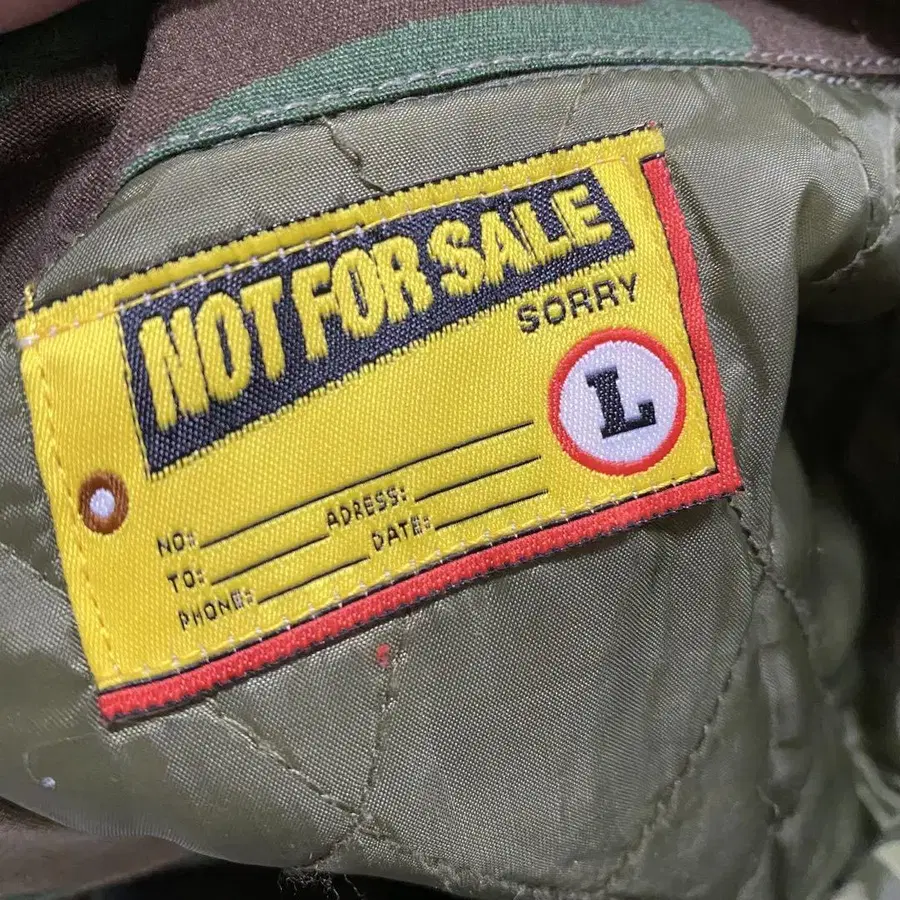 NOT FOR SALE
SORRY
L
NO:
ADRESS:
TO:
DATE:
PHONE: